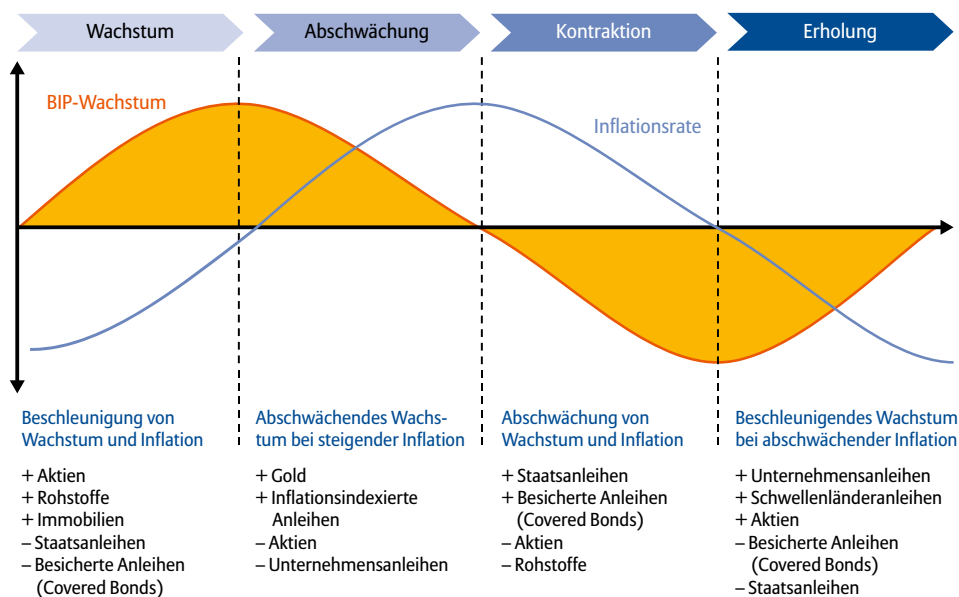 Wachstum
Abschwächung
Kontraktion
Erholung
BIP-Wachstum
Inflationsrate
Beschleunigung von
Wachstum und Inflation
+ Aktien
+ Rohstoffe
+ Immobilien
– Staatsanleihen
– Besicherte Anleihen
(Covered Bonds)
Abschwächendes Wachs-
tum bei steigender Inflation
+ Gold
+ Inflationsindexierte
Anleihen
– Aktien
– Unternehmensanleihen
Abschwächung von
Wachstum und Inflation
+ Staatsanleihen
+ Besicherte Anleihen
(Covered Bonds)
– Aktien
– Rohstoffe
Beschleunigendes Wachstum
bei abschwächender Inflation
+ Unternehmensanleihen
+ Schwellenländeranleihen
+ Aktien
– Besicherte Anleihen
(Covered Bonds)
– Staatsanleihen